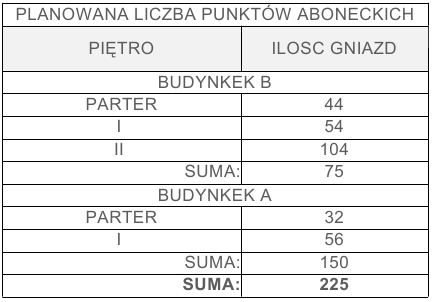 PLANOWANA LICZBA PUNKTÓW ABONECKICH
PIĘTRO ILOSC GNIAZD
BUDYNKEK B
PARTER 44
I 54
II 104
SUMA: 75
BUDYNKEK A
PARTER 32
I 56
SUMA: 150
SUMA: 225